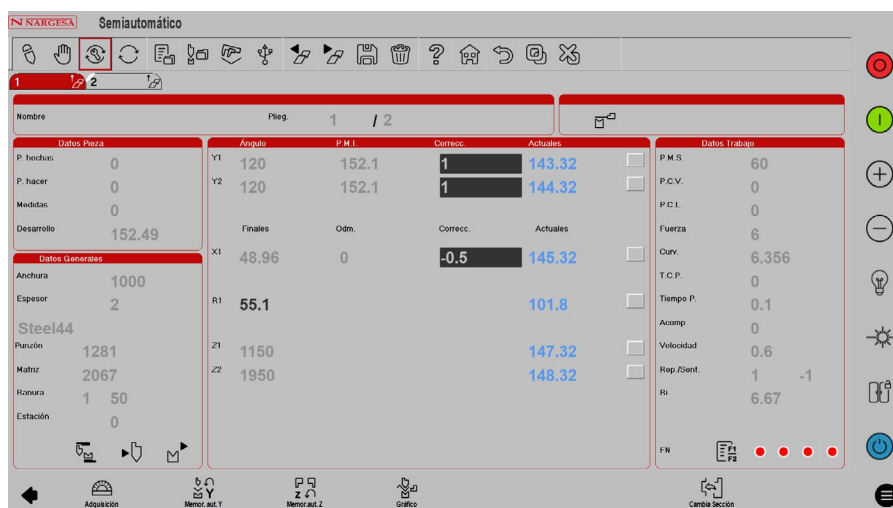 NARGESA Semiautomático
1 2
Nombre Plieg. 1 / 2
Datos Pieza
P. hechas 0
P. hacer 0
Medidas 0
Desarrollo 152.49
Datos Generales
Anchura 1000
Espesor 2
Steel44
Punzón 1281
Matriz 2067
Ranura 1 50
Estación 0
Ángulo P.M.I. Correcc. Actuales
Y1 120 152.1 1 143.32
Y2 120 152.1 1 144.32
Finales Odm. Correcc. Actuales
X1 48.96 0 -0.5 145.32
R1 55.1 101.8
Z1 1150 147.32
Z2 1950 148.32
Datos Trabajo
P.M.S. 60
P.C.V. 0
P.C.L. 0
Fuerza 6
Curv. 6.356
T.C.P. 0
Tiempo P. 0.1
Acomp. 0
Velocidad 0.6
Rep./Sent. 1 -1
Ri 6.67
FN F1 F2
Adquisición
Y
Memor. aut. Y
Z
Memor. aut. Z
Gráfico
Cambia Sección